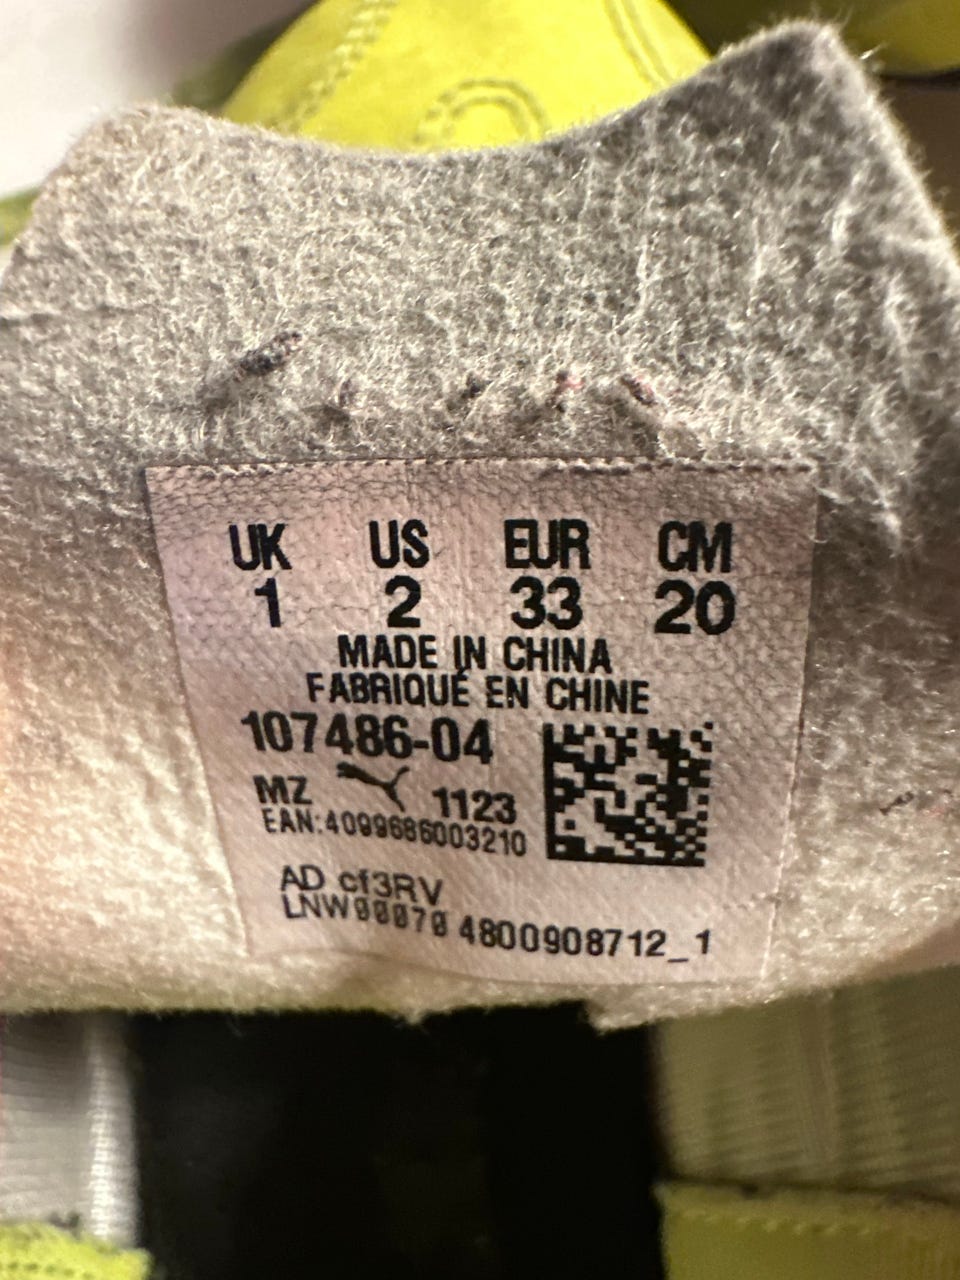 UK US EUR CM
1 2 33 20
MADE IN CHINA
FABRIQUÉ EN CHINE
107486-04
MZ 1123
EAN:4099686003210
AD cf3RV
LNW00070 4800908712_1